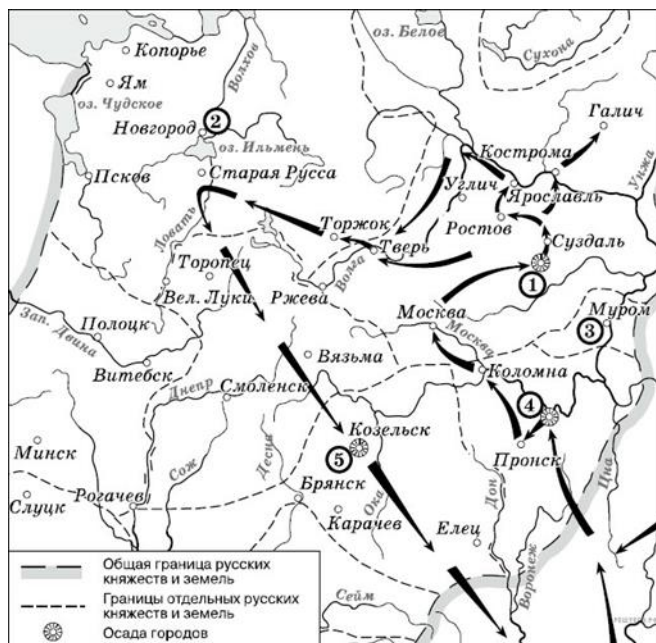 Копорье
оз. Белое
Сухона
Ям
Волхов
оз. Чудское
Галич
Новгород
2
оз. Ильмень
Кострома
Унжа
Псков
Старая Русса
Углич
Ярославль
Торжок
Ростов
Ловать
Тверь
Суздаль
Торопец
Волга
1
Вел. Луки
Ржева
Зап. Двина
Москва
Муром
3
Полоцк
Москва
Вязьма
Коломна
Витебск
Днепр
Смоленск
4
Козельск
Минск
5
Пронск
Сож
Десна
Цна
Слуцк
Рогачев
Брянск
Ока
Дон
Карачев
Елец
Воронеж
Сейм
Общая граница русских
княжеств и земель
Границы отдельных русских
княжеств и земель
Осада городов